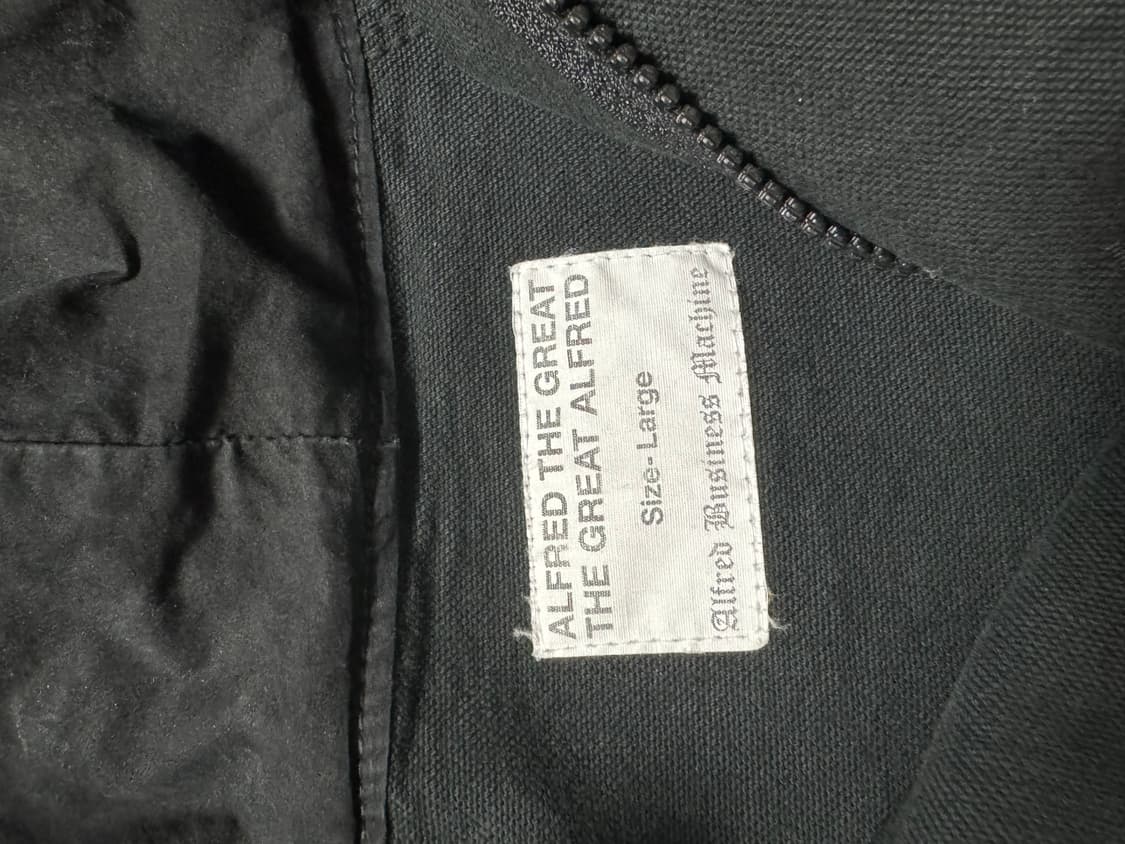 ALFRED THE GREAT
THE GREAT ALFRED
Size-Large
Alfred Business Machine